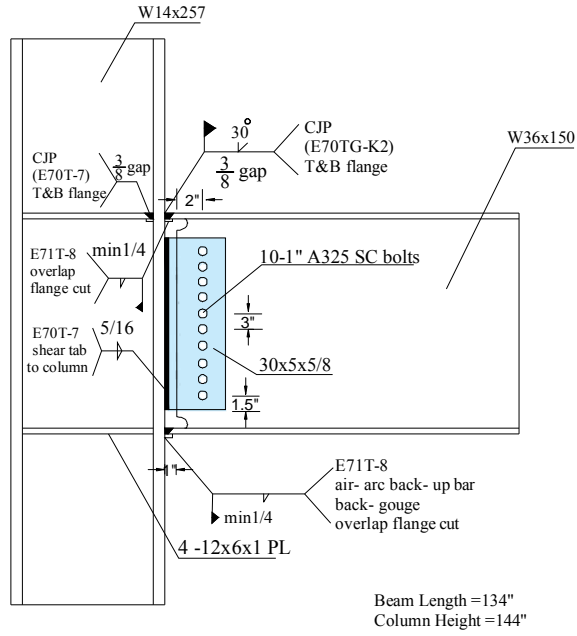 W14x257
CJP
(E70T-7)
T&B flange
3/8 gap
30°
3/8 gap
CJP
(E70TG-K2)
T&B flange
W36x150
2"
E71T-8
overlap
flange cut
min1/4
10-1" A325 SC bolts
E70T-7
shear tab
to column
5/16
3"
30x5x5/8
1.5"
1"
E71T-8
air- arc back- up bar
back- gouge
overlap flange cut
min1/4
4 -12x6x1 PL
Beam Length =134"
Column Height =144"